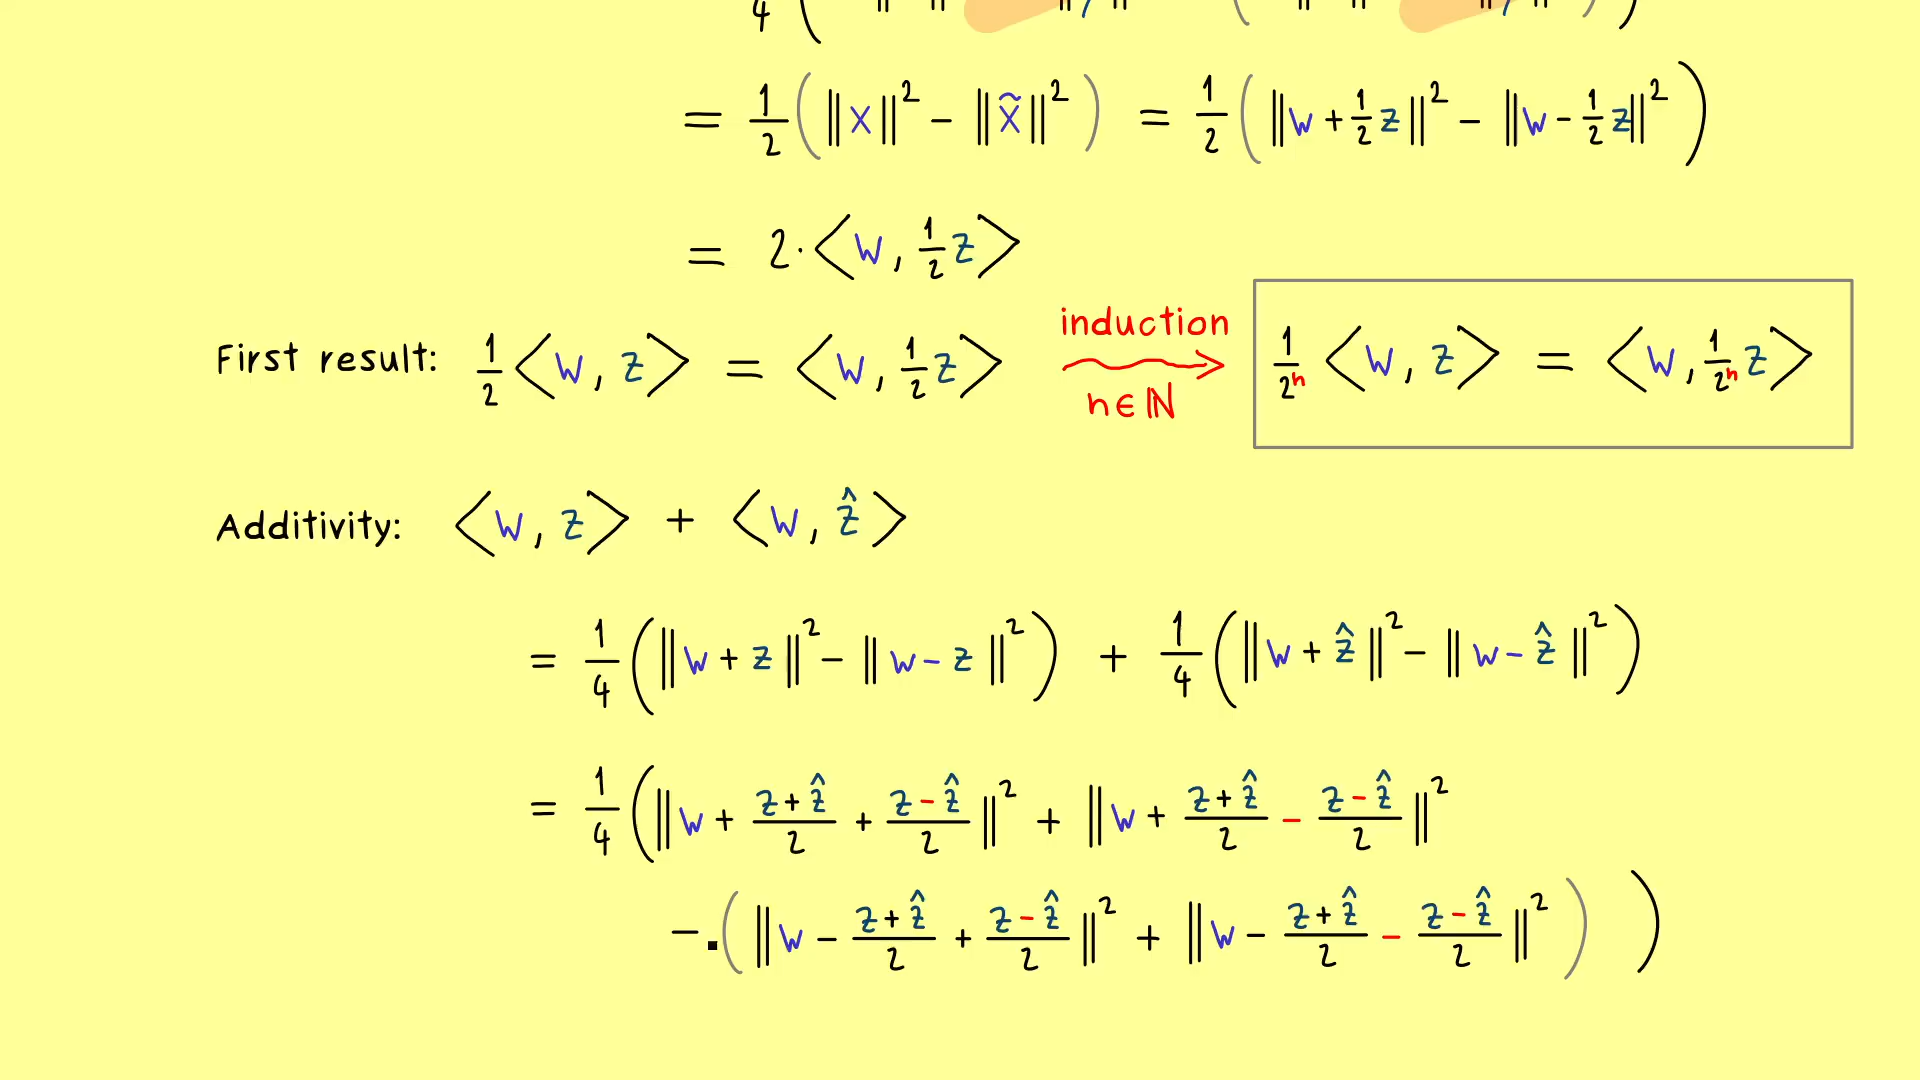 = 1/2 ( ‖x‖² − ‖x̃‖² ) = 1/2 ( ‖w + 1/2 z‖² − ‖w − 1/2 z‖² )
= 2·⟨w, 1/2 z⟩
First result: 1/2 ⟨w, z⟩ = ⟨w, 1/2 z⟩ induction n∈ℕ 1/2ⁿ ⟨w, z⟩ = ⟨w, 1/2ⁿ z⟩
Additivity: ⟨w, z⟩ + ⟨w, ẑ⟩
= 1/4 ( ‖w + z‖² − ‖w − z‖² ) + 1/4 ( ‖w + ẑ‖² − ‖w − ẑ‖² )
= 1/4 ( ‖w + (z + ẑ)/2 + (z − ẑ)/2‖² + ‖w + (z + ẑ)/2 − (z − ẑ)/2‖²
− ( ‖w − (z + ẑ)/2 + (z − ẑ)/2‖² + ‖w − (z + ẑ)/2 − (z − ẑ)/2‖² ) )